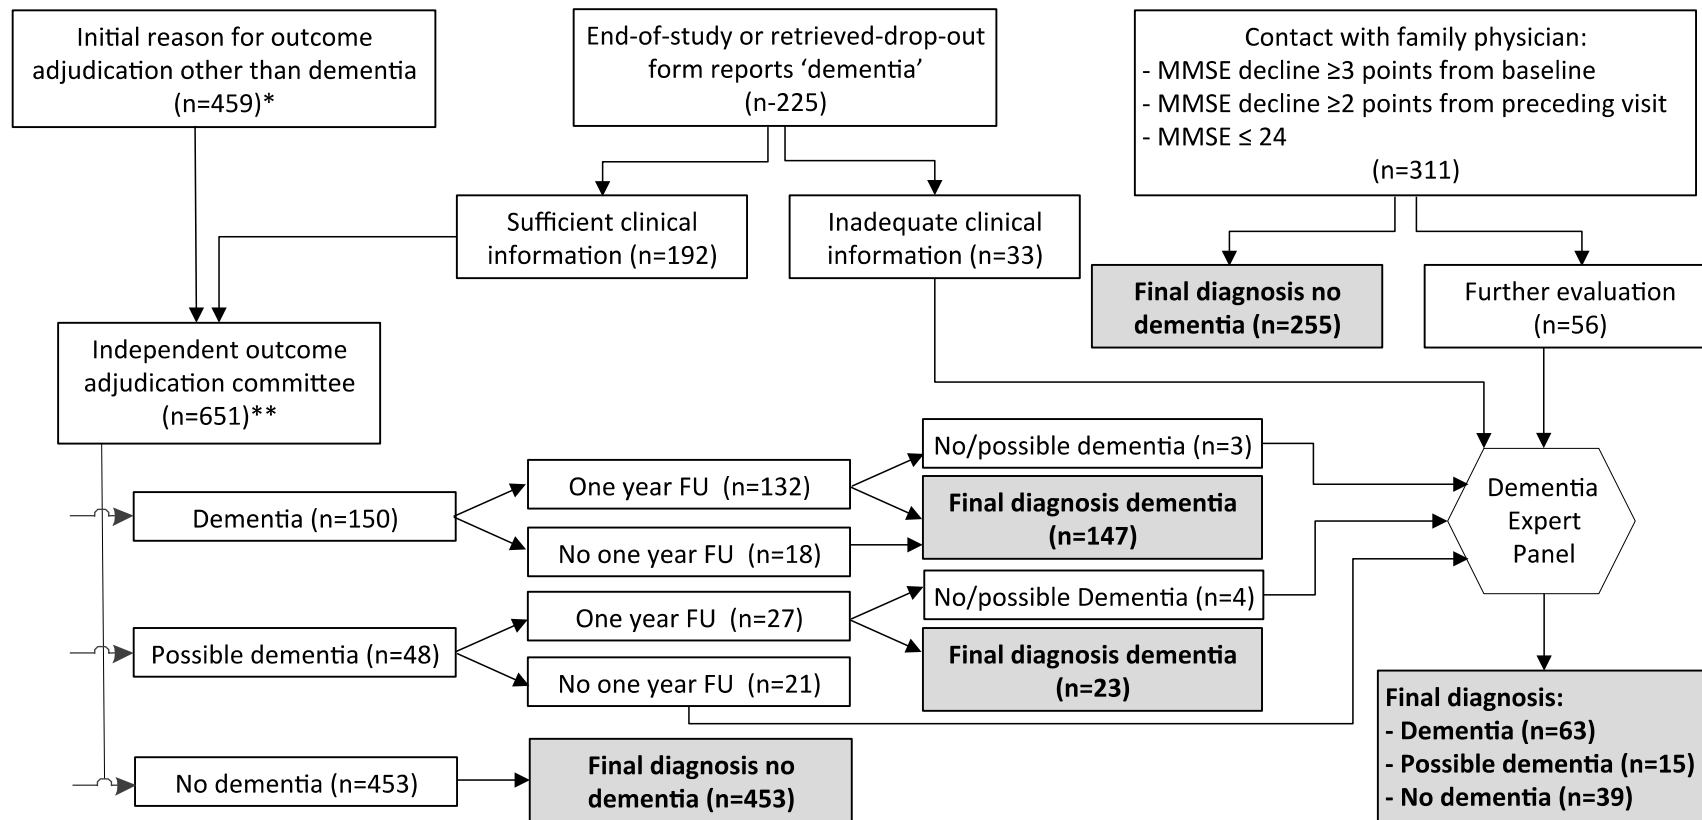 Initial reason for outcome
adjudication other than dementia
(n=459)*
End-of-study or retrieved-drop-out
form reports ‘dementia’
(n-225)
Contact with family physician:
- MMSE decline ≥3 points from baseline
- MMSE decline ≥2 points from preceding visit
- MMSE ≤ 24
(n=311)
Sufficient clinical
information (n=192)
Inadequate clinical
information (n=33)
Final diagnosis no
dementia (n=255)
Further evaluation
(n=56)
Independent outcome
adjudication committee
(n=651)**
Dementia (n=150)
One year FU (n=132)
No/possible dementia (n=3)
Final diagnosis dementia
(n=147)
No one year FU (n=18)
Dementia
Expert
Panel
Possible dementia (n=48)
One year FU (n=27)
No/possible Dementia (n=4)
Final diagnosis dementia
(n=23)
No one year FU (n=21)
No dementia (n=453)
Final diagnosis no
dementia (n=453)
Final diagnosis:
- Dementia (n=63)
- Possible dementia (n=15)
- No dementia (n=39)